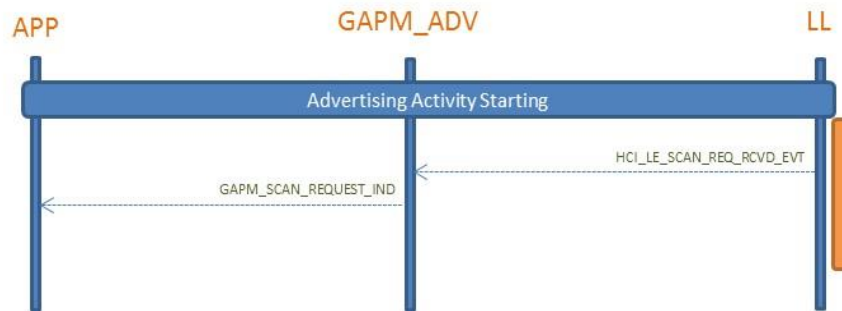 APP
GAPM_ADV
LL
Advertising Activity Starting
HCI_LE_SCAN_REQ_RCVD_EVT
GAPM_SCAN_REQUEST_IND